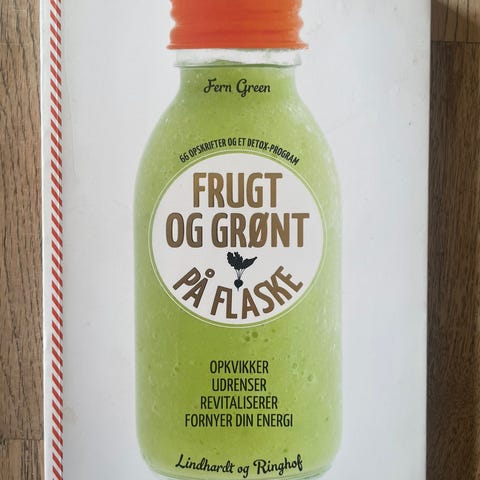 Fern Green
66 OPSKRIFTER OG ET DETOX-PROGRAM
FRUGT
OG GRØNT
PÅ FLASKE
OPKVIKKER
UDRENSER
REVITALISERER
FORNYER DIN ENERGI
Lindhardt og Ringhof